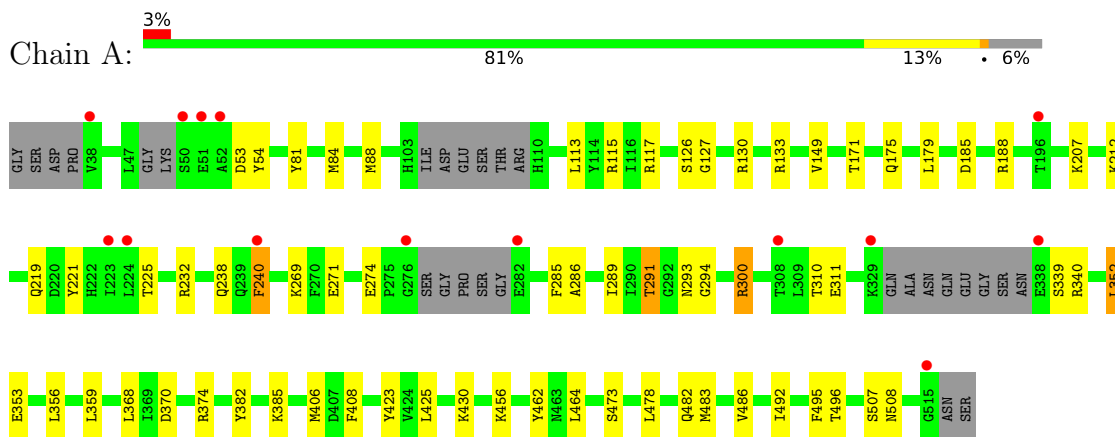 3%
Chain A:
81% 13% • 6%
GLY SER ASP PRO V38 L47 GLY LYS S50 E51 A52 D53 Y54 Y81 M84 M88 H103 ILE ASP GLU SER THR ARG H110 L113 Y114 R115 I116 R117 S126 G127 R130 R133 V149 T171 Q175 L179 D185 R188 T196 K207
Q219 D220 Y221 H222 I223 L224 T225 R232 Q238 Q239 F240 K269 F270 E271 E274 P275 G276 SER GLY PRO SER GLY E282 F285 A286 I289 I290 T291 G292 N293 G294 R300 T308 L309 T310 E311 K329 GLN ALA ASN GLN GLU GLY SER ASN E338 S339 R340
E353 L356 L359 L368 I369 D370 R374 Y382 K385 M406 D407 F408 Y423 V424 L425 K430 K456 Y462 N463 L464 S473 L478 Q482 M483 V486 I492 F495 T496 S507 N508 G515 ASN SER